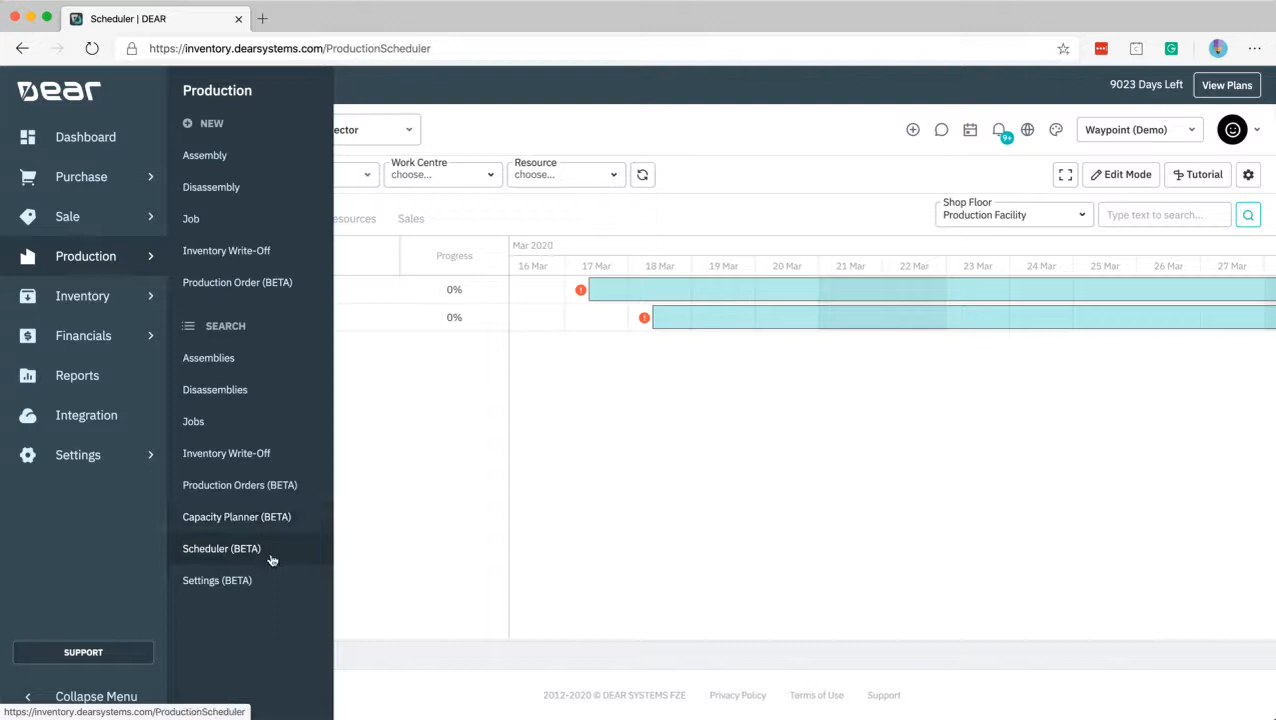 Scheduler | DEAR
https://inventory.dearsystems.com/ProductionScheduler
DEAR
9023 Days Left
View Plans
Dashboard
Purchase
Sale
Production
Inventory
Financials
Reports
Integration
Settings
SUPPORT
Collapse Menu
Production
NEW
Assembly
Disassembly
Job
Inventory Write-Off
Production Order (BETA)
SEARCH
Assemblies
Disassemblies
Jobs
Inventory Write-Off
Production Orders (BETA)
Capacity Planner (BETA)
Scheduler (BETA)
Settings (BETA)
ector
9+
Waypoint (Demo)
Work Centre
choose...
Resource
choose...
Edit Mode
Tutorial
esources
Sales
Shop Floor
Production Facility
Type text to search...
Progress
Mar 2020
16 Mar 17 Mar 18 Mar 19 Mar 20 Mar 21 Mar 22 Mar 23 Mar 24 Mar 25 Mar 26 Mar 27 Mar
0%
0%
2012-2020 © DEAR SYSTEMS FZE Privacy Policy Terms of Use Support
https://inventory.dearsystems.com/ProductionScheduler